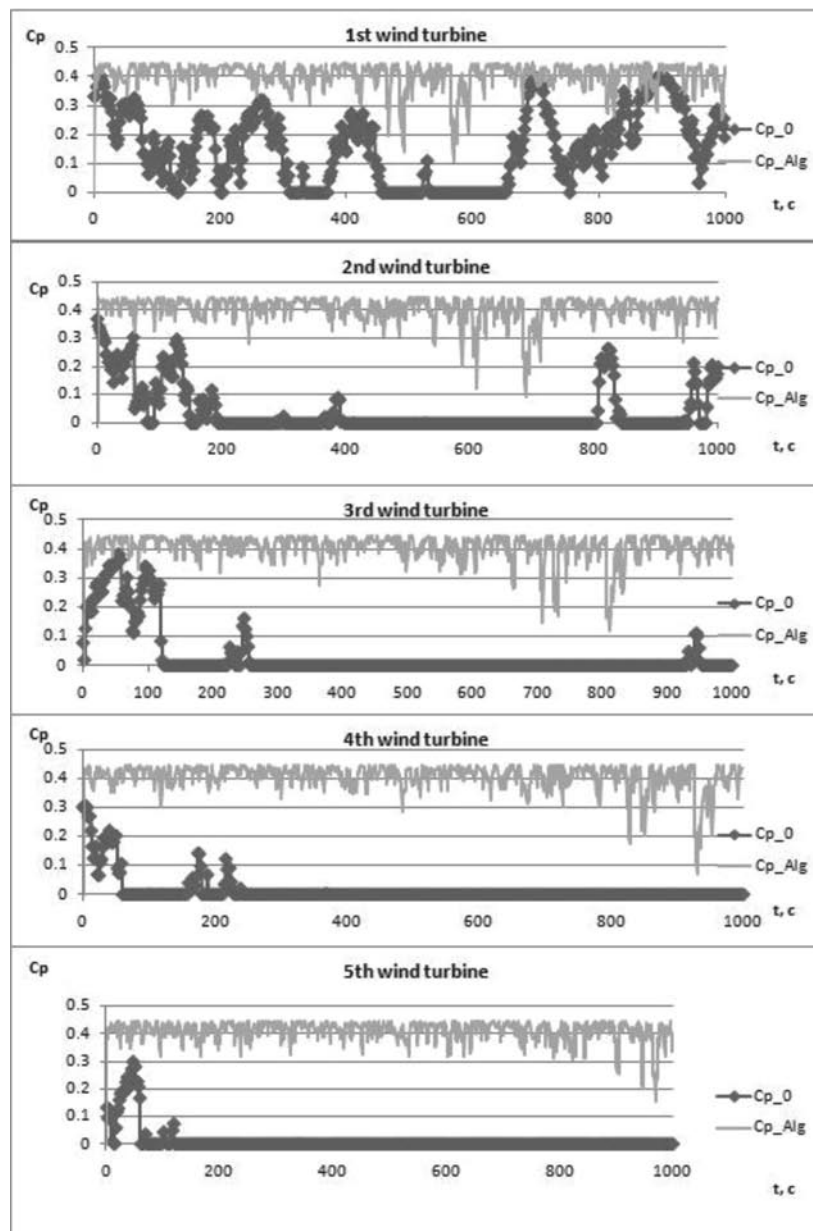 1st wind turbine
Cp
0.5
0.4
0.3
0.2
0.1
0
0 200 400 600 800 1000
t, c
Cp_0
Cp_Alg
2nd wind turbine
Cp
0.5
0.4
0.3
0.2
0.1
0
0 200 400 600 800 1000
t, c
Cp_0
Cp_Alg
3rd wind turbine
Cp
0.5
0.4
0.3
0.2
0.1
0
0 100 200 300 400 500 600 700 800 900 1000
t, c
Cp_0
Cp_Alg
4th wind turbine
Cp
0.5
0.4
0.3
0.2
0.1
0
0 200 400 600 800 1000
t, c
Cp_0
Cp_Alg
5th wind turbine
Cp
0.5
0.4
0.3
0.2
0.1
0
0 200 400 600 800 1000
t, c
Cp_0
Cp_Alg